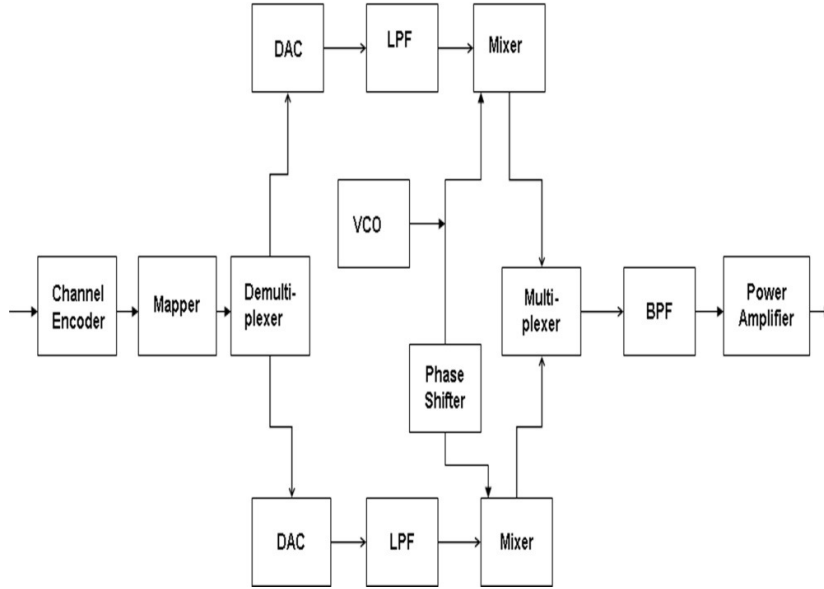 DAC
LPF
Mixer
VCO
Channel
Encoder
Mapper
Demulti-
plexer
Multi-
plexer
BPF
Power
Amplifier
Phase
Shifter
DAC
LPF
Mixer